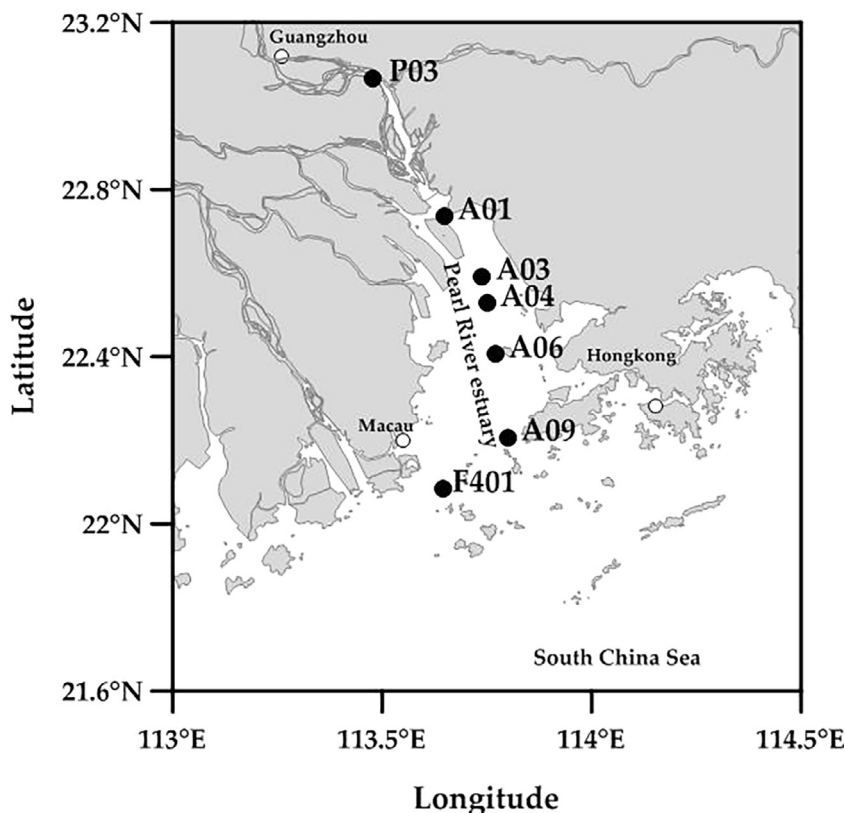 23.2°N
Guangzhou
P03
22.8°N
A01
A03
A04
Pearl River estuary
22.4°N
A06
Hongkong
Macau
A09
F401
22°N
South China Sea
21.6°N
113°E
113.5°E
114°E
114.5°E
Latitude
Longitude